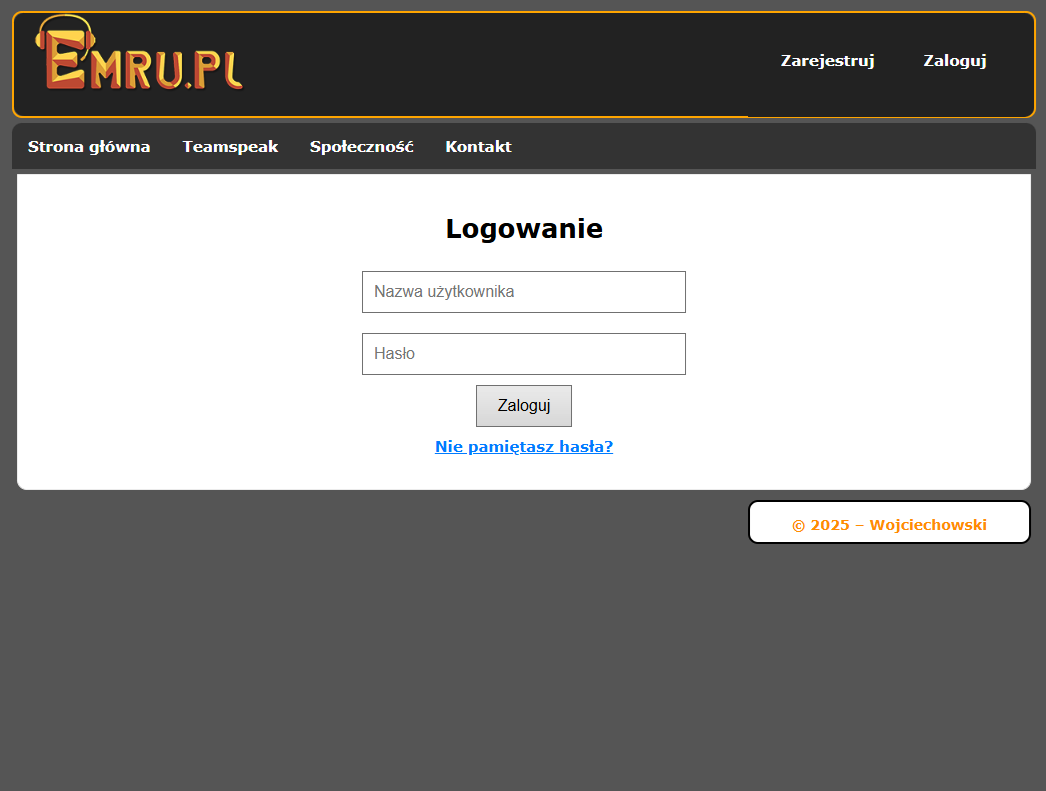 EMRU.PL
Zarejestruj Zaloguj
Strona główna Teamspeak Społeczność Kontakt
Logowanie
Nazwa użytkownika
Hasło
Zaloguj
Nie pamiętasz hasła?
© 2025 – Wojciechowski